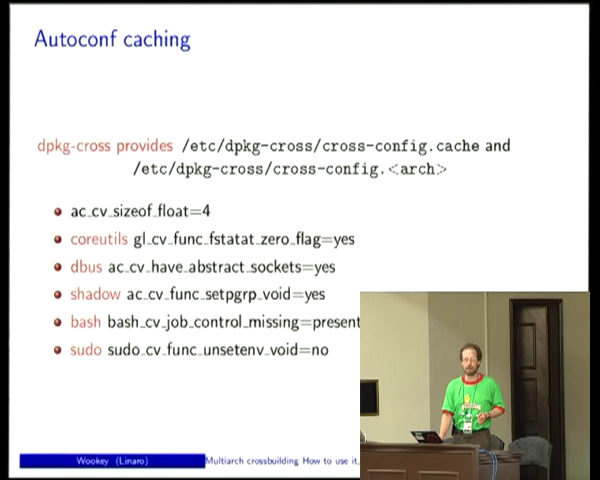 Autoconf caching
dpkg-cross provides /etc/dpkg-cross/cross-config.cache and
/etc/dpkg-cross/cross-config.<arch>
ac_cv_sizeof_float=4
coreutils gl_cv_func_fstatat_zero_flag=yes
dbus ac_cv_have_abstract_sockets=yes
shadow ac_cv_func_setpgrp_void=yes
bash bash_cv_job_control_missing=present
sudo sudo_cv_func_unsetenv_void=no
Wookey (Linaro)
Multiarch crossbuilding How to use it,